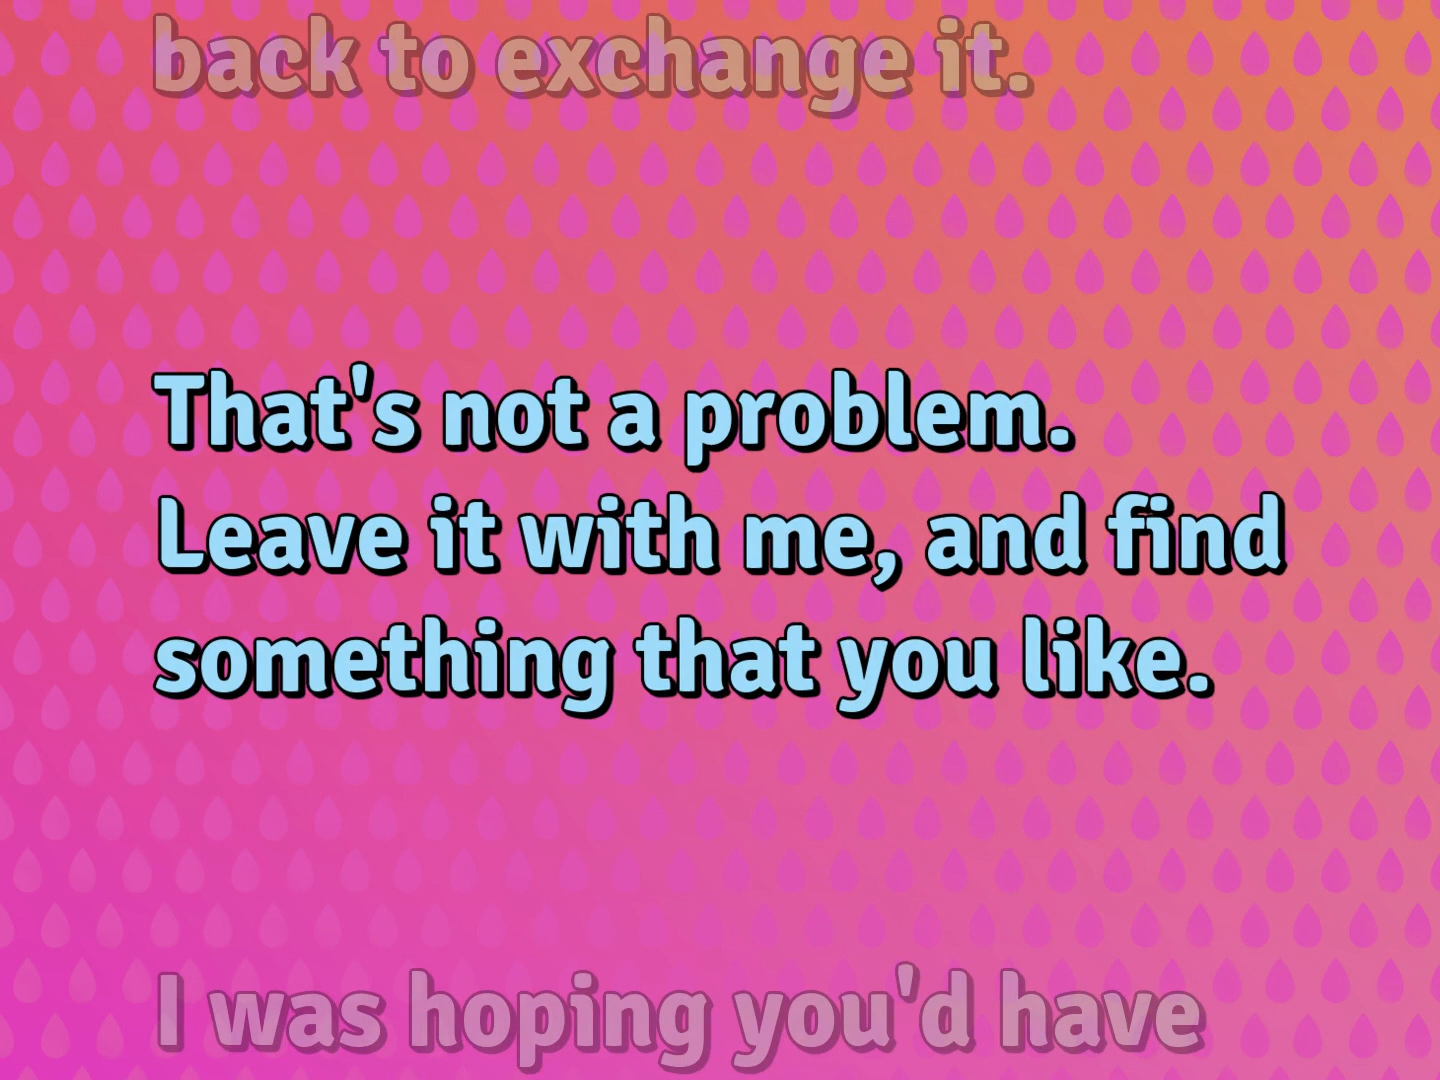 back to exchange it.
That's not a problem.
Leave it with me, and find
something that you like.
I was hoping you'd have